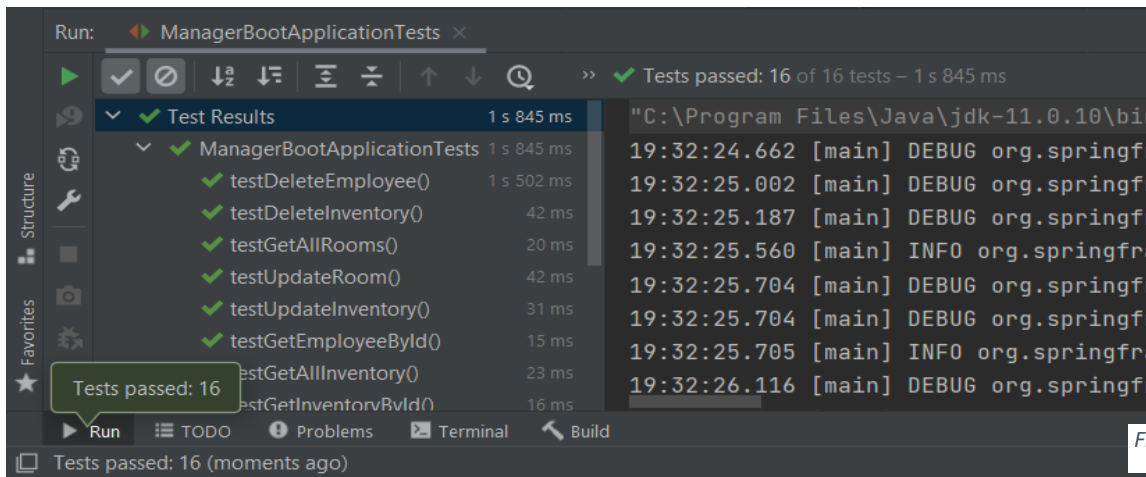 Run: ManagerBootApplicationTests
Tests passed: 16 of 16 tests – 1 s 845 ms
Test Results 1 s 845 ms
ManagerBootApplicationTests 1 s 845 ms
testDeleteEmployee() 1 s 502 ms
testDeleteInventory() 42 ms
testGetAllRooms() 20 ms
testUpdateRoom() 42 ms
testUpdateInventory() 31 ms
testGetEmployeeById() 15 ms
estGetAllInventory() 23 ms
estGetInventoryById() 16 ms
"C:\Program Files\Java\jdk-11.0.10\bi
19:32:24.662 [main] DEBUG org.springf
19:32:25.002 [main] DEBUG org.springf
19:32:25.187 [main] DEBUG org.springf
19:32:25.560 [main] INFO org.springfr
19:32:25.704 [main] DEBUG org.springf
19:32:25.704 [main] DEBUG org.springf
19:32:25.705 [main] INFO org.springfr
19:32:26.116 [main] DEBUG org.springf
Structure
Favorites
Tests passed: 16
Run TODO Problems Terminal Build
Tests passed: 16 (moments ago)